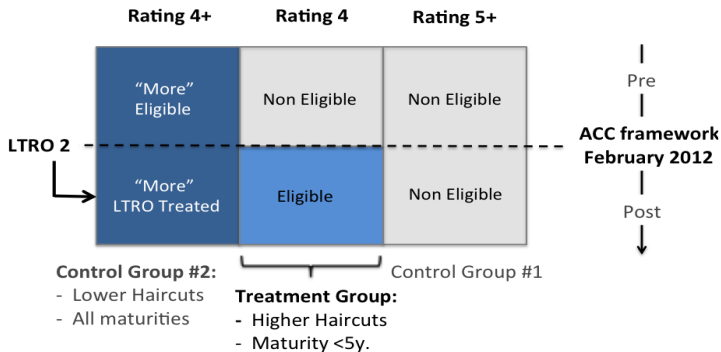 Rating 4+ Rating 4 Rating 5+
“More”
Eligible
Non Eligible
Non Eligible
Pre
LTRO 2
ACC framework
February 2012
“More”
LTRO Treated
Eligible
Non Eligible
Post
Control Group #2:
- Lower Haircuts
- All maturities
Treatment Group:
- Higher Haircuts
- Maturity <5y.
Control Group #1